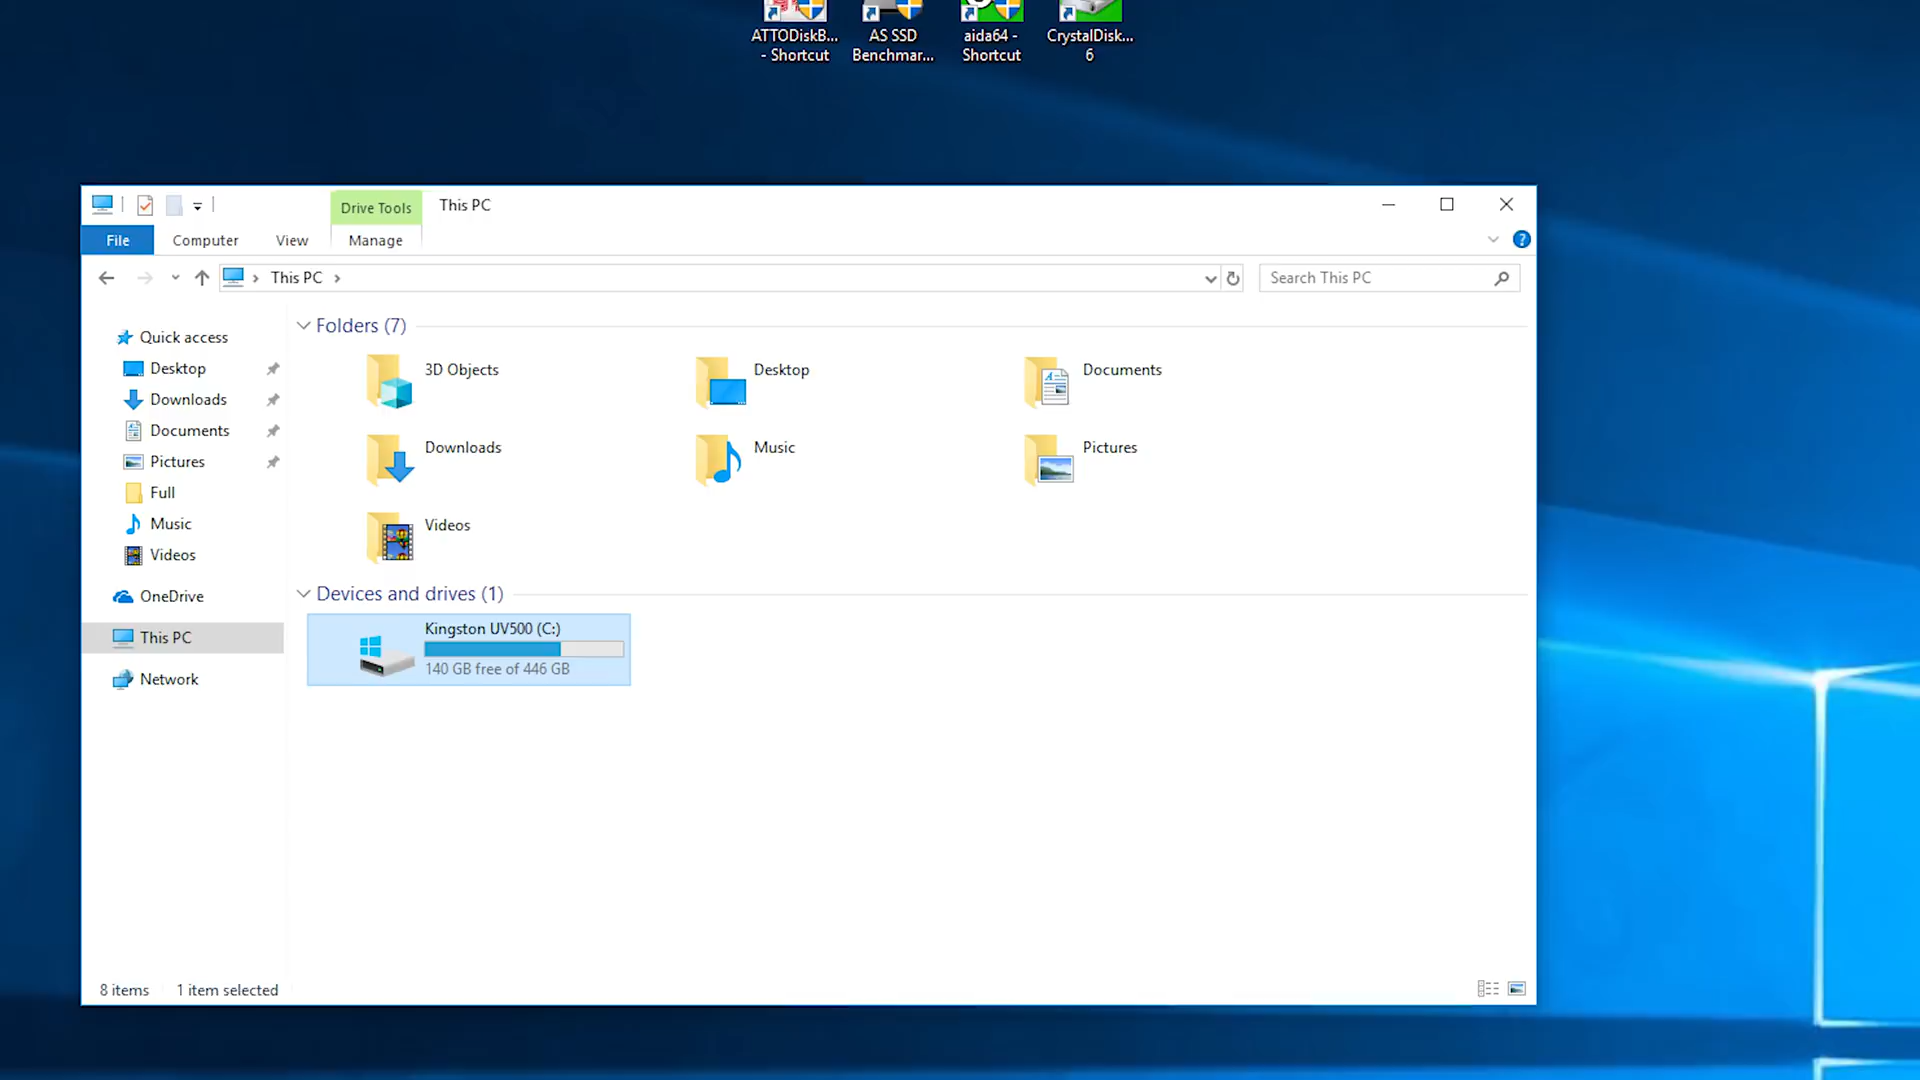 ATTODiskB...
- Shortcut
AS SSD
Benchmar...
aida64 -
Shortcut
CrystalDisk...
6
Drive Tools
This PC
File
Computer
View
Manage
?
This PC
Search This PC
Quick access
Desktop
Downloads
Documents
Pictures
Full
Music
Videos
OneDrive
This PC
Network
Folders (7)
3D Objects
Desktop
Documents
Downloads
Music
Pictures
Videos
Devices and drives (1)
Kingston UV500 (C:)
140 GB free of 446 GB
8 items
1 item selected